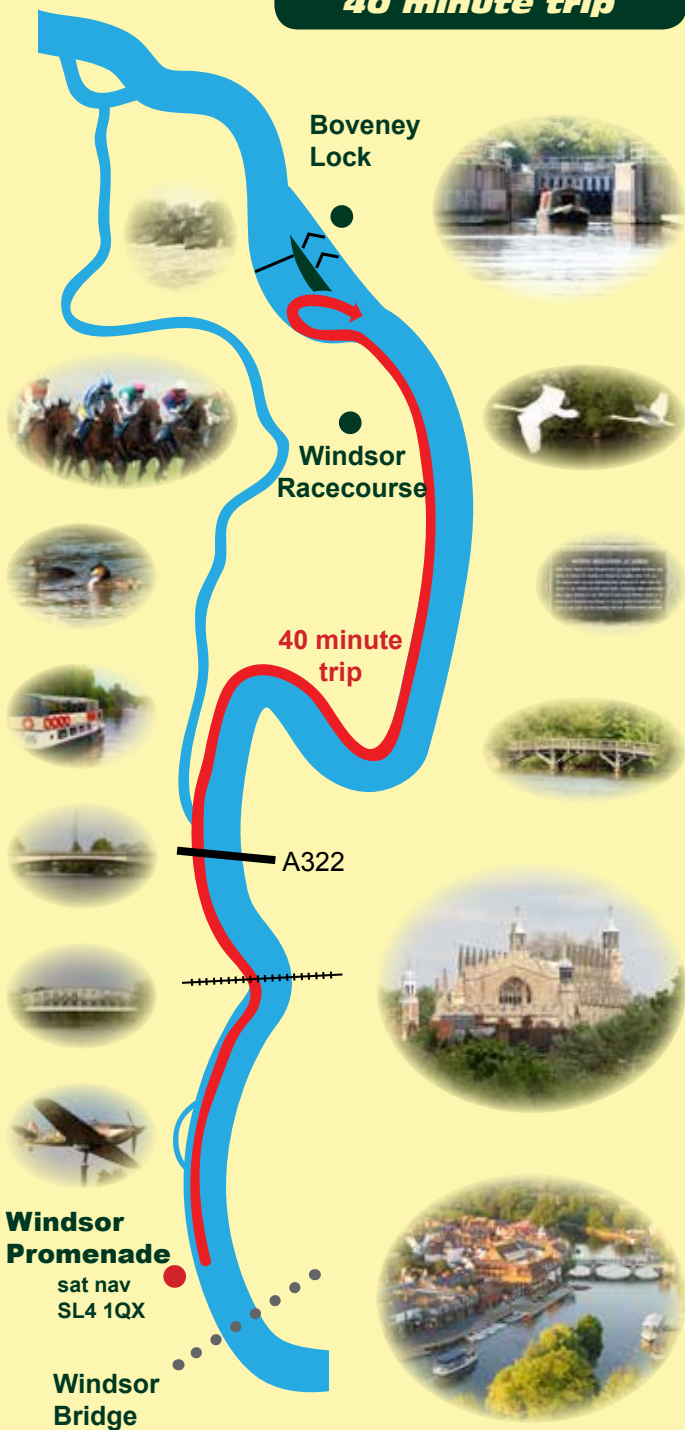 40 minute trip
Boveney
Lock
Windsor
Racecourse
40 minute
trip
A322
Windsor
Promenade
sat nav
SL4 1QX
Windsor
Bridge